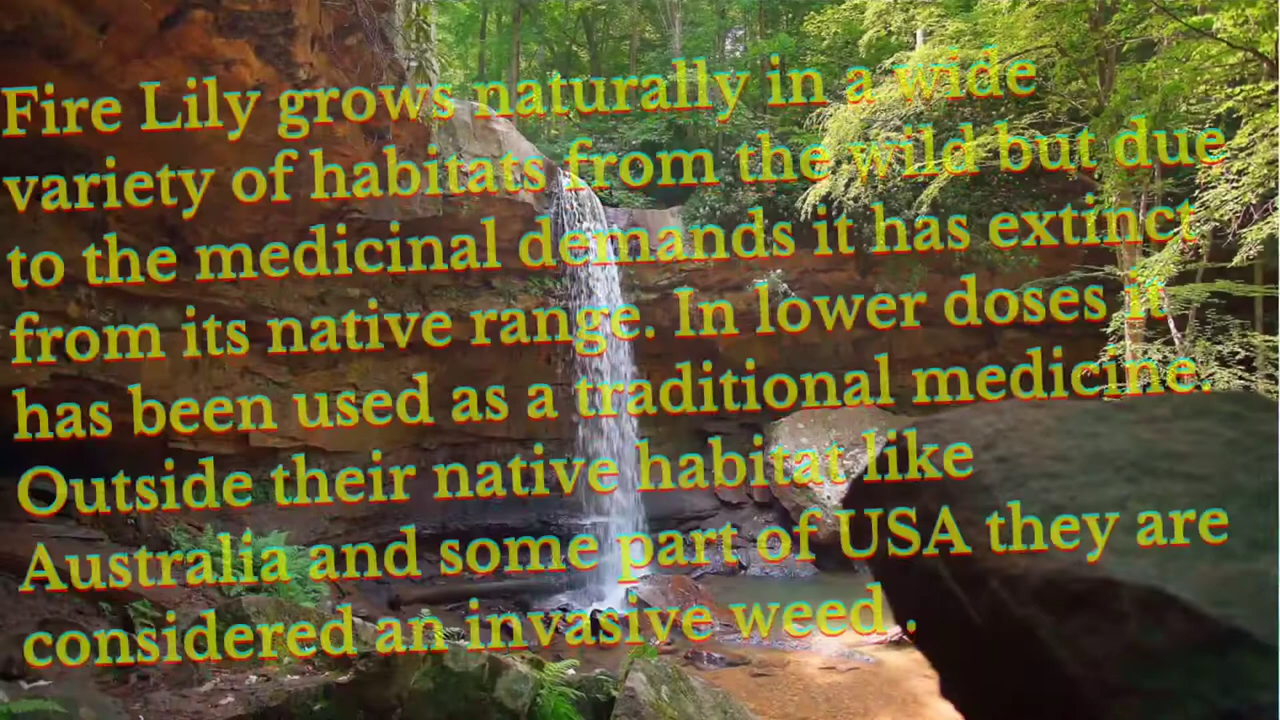 Fire Lily grows naturally in a wide
variety of habitats from the wild but due
to the medicinal demands it has extinct
from its native range. In lower doses it
has been used as a traditional medicine.
Outside their native habitat like
Australia and some part of USA they are
considered an invasive weed .